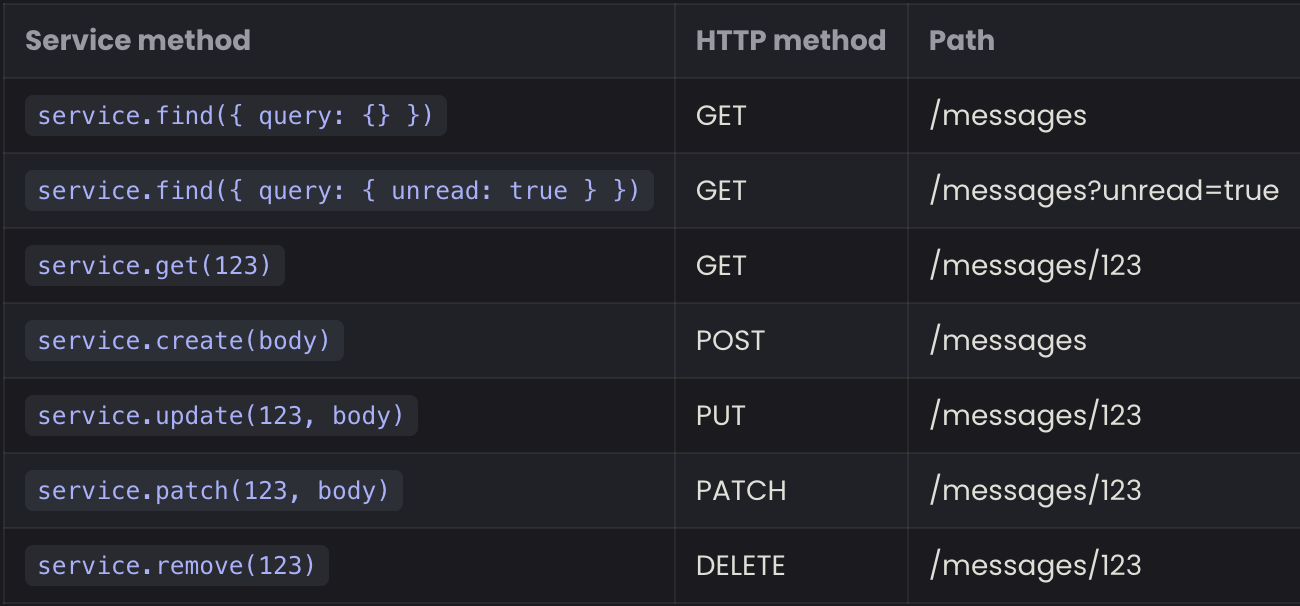 Service method HTTP method Path
service.find({ query: {} }) GET /messages
service.find({ query: { unread: true } }) GET /messages?unread=true
service.get(123) GET /messages/123
service.create(body) POST /messages
service.update(123, body) PUT /messages/123
service.patch(123, body) PATCH /messages/123
service.remove(123) DELETE /messages/123